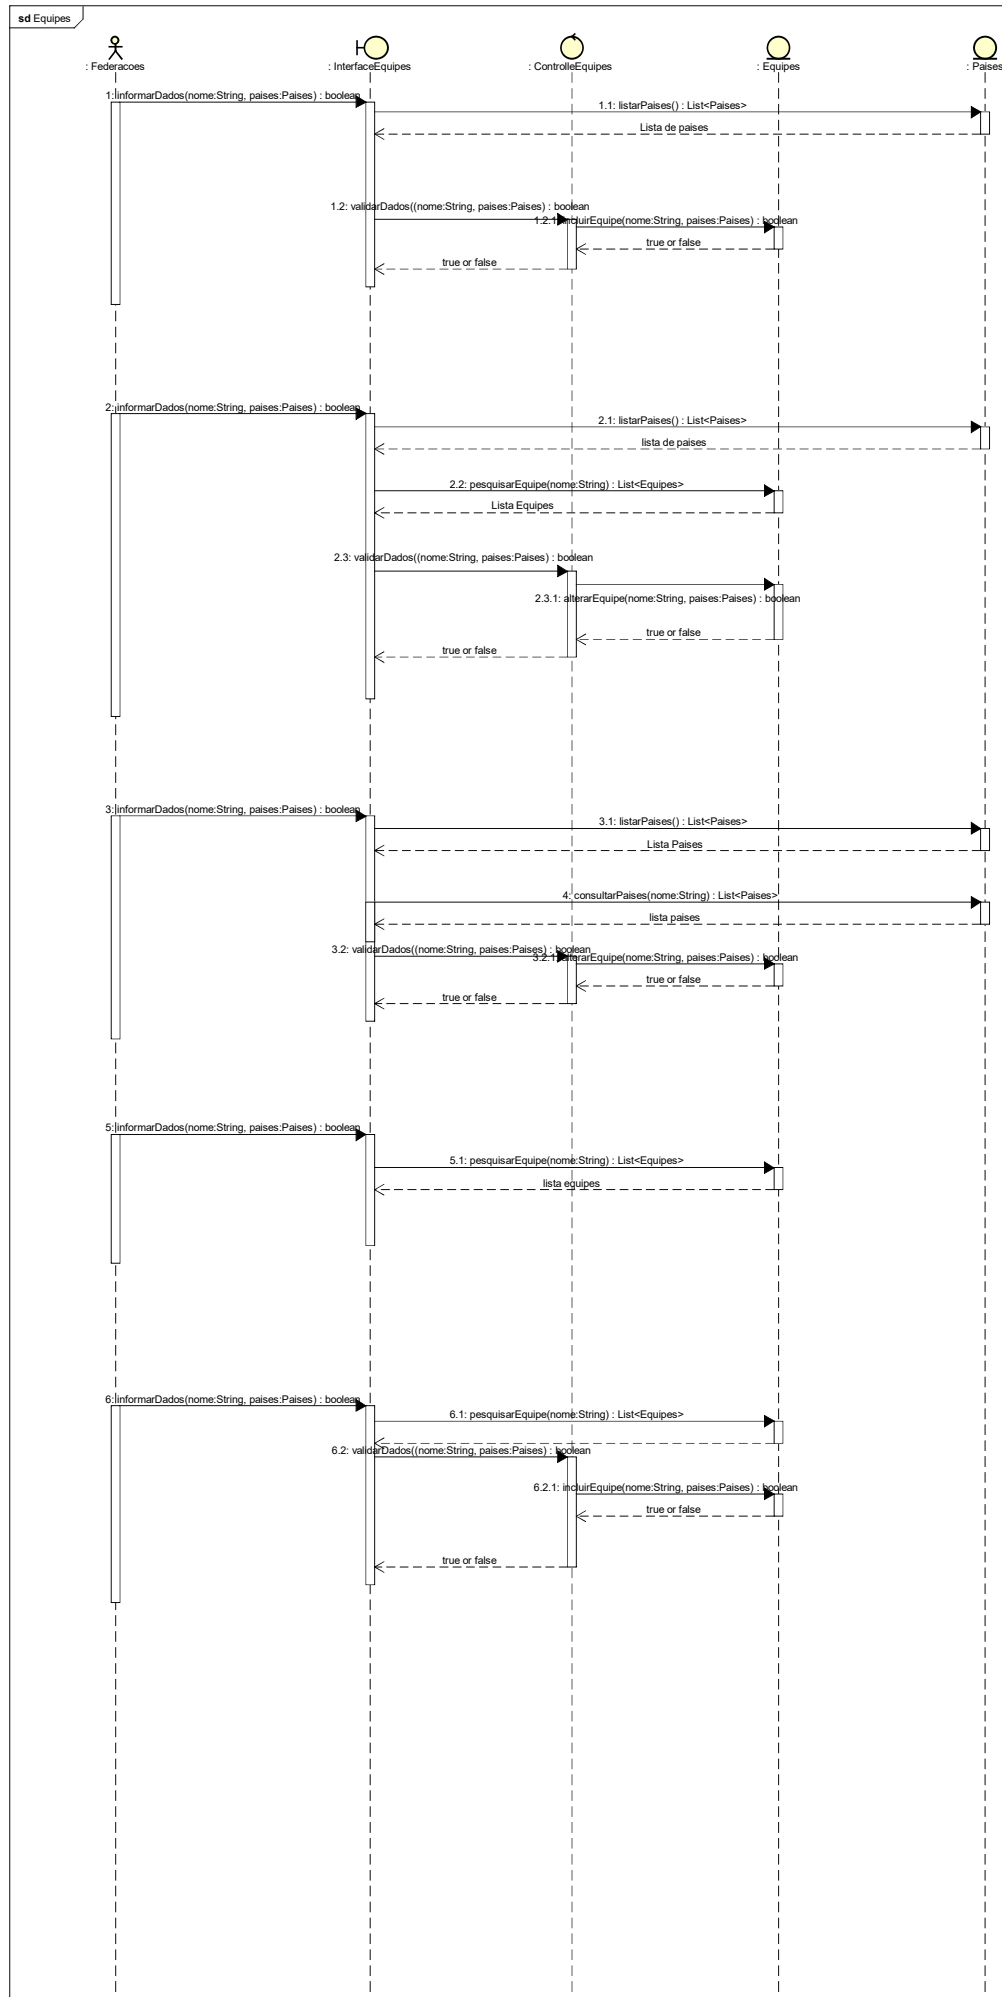 sd Equipes
: Federacoes
: InterfaceEquipes
: ControlleEquipes
: Equipes
: Paises
1: informarDados(nome:String, paises:Paises) : boolean
1.1: listarPaises() : List<Paises>
Lista de paises
1.2: validarDados((nome:String, paises:Paises) : boolean
1.2.1: incluirEquipe(nome:String, paises:Paises) : boolean
true or false
true or false
2: informarDados(nome:String, paises:Paises) : boolean
2.1: listarPaises() : List<Paises>
lista de paises
2.2: pesquisarEquipe(nome:String) : List<Equipes>
Lista Equipes
2.3: validarDados((nome:String, paises:Paises) : boolean
2.3.1: alterarEquipe(nome:String, paises:Paises) : boolean
true or false
true or false
3: informarDados(nome:String, paises:Paises) : boolean
3.1: listarPaises() : List<Paises>
Lista Paises
4: consultarPaises(nome:String) : List<Paises>
lista paises
3.2: validarDados((nome:String, paises:Paises) : boolean
3.2.1: alterarEquipe(nome:String, paises:Paises) : boolean
true or false
true or false
5: informarDados(nome:String, paises:Paises) : boolean
5.1: pesquisarEquipe(nome:String) : List<Equipes>
lista equipes
6: informarDados(nome:String, paises:Paises) : boolean
6.1: pesquisarEquipe(nome:String) : List<Equipes>
6.2: validarDados((nome:String, paises:Paises) : boolean
6.2.1: incluirEquipe(nome:String, paises:Paises) : boolean
true or false
true or false